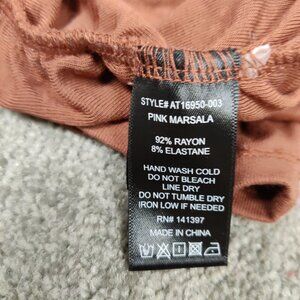 STYLE# AT16950-003
PINK MARSALA
92% RAYON
8% ELASTANE
HAND WASH COLD
DO NOT BLEACH
LINE DRY
DO NOT TUMBLE DRY
IRON LOW IF NEEDED
RN# 141397
MADE IN CHINA